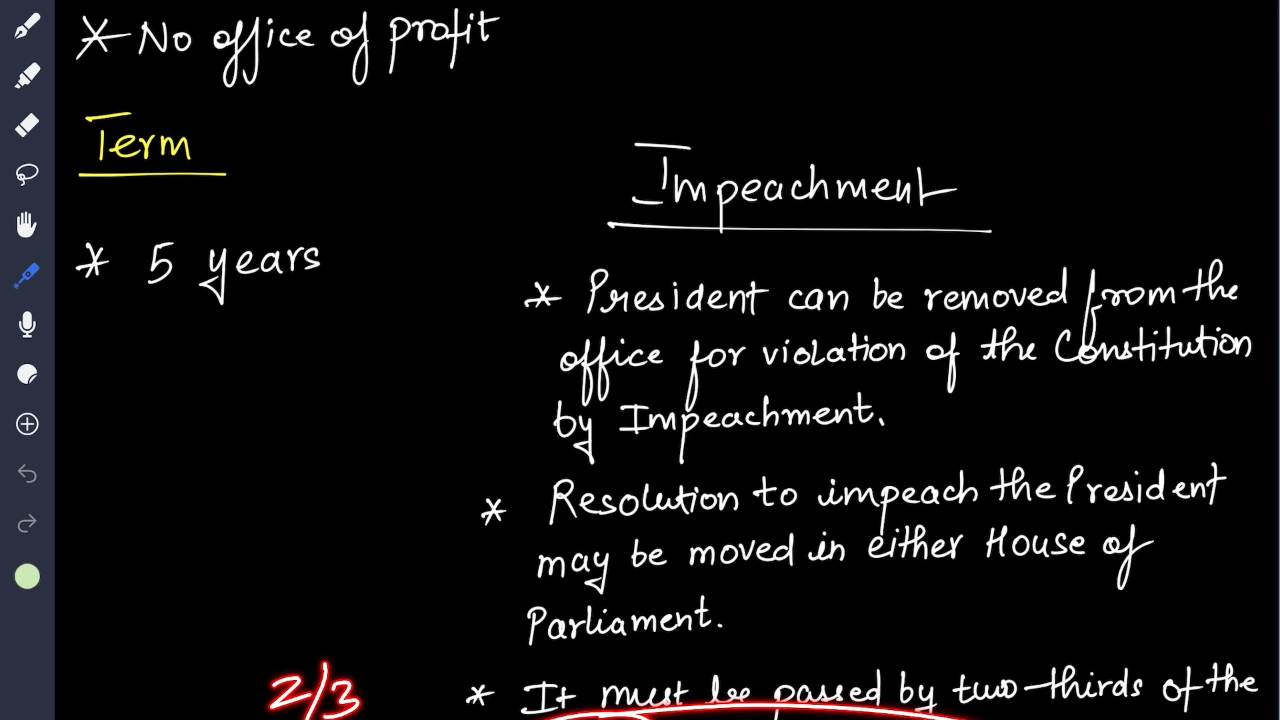 * No office of profit
Term
* 5 years
Impeachment
* President can be removed from the
office for violation of the Constitution
by Impeachment.
* Resolution to impeach the President
may be moved in either House of
Parliament.
2/3
* It must be passed by two-thirds of the